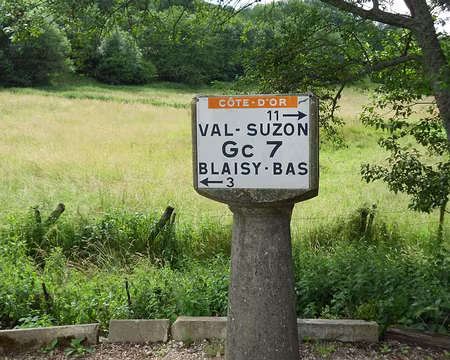 CÔTE·D'OR
11 →
VAL-SUZON
Gc 7
BLAISY·BAS
← 3